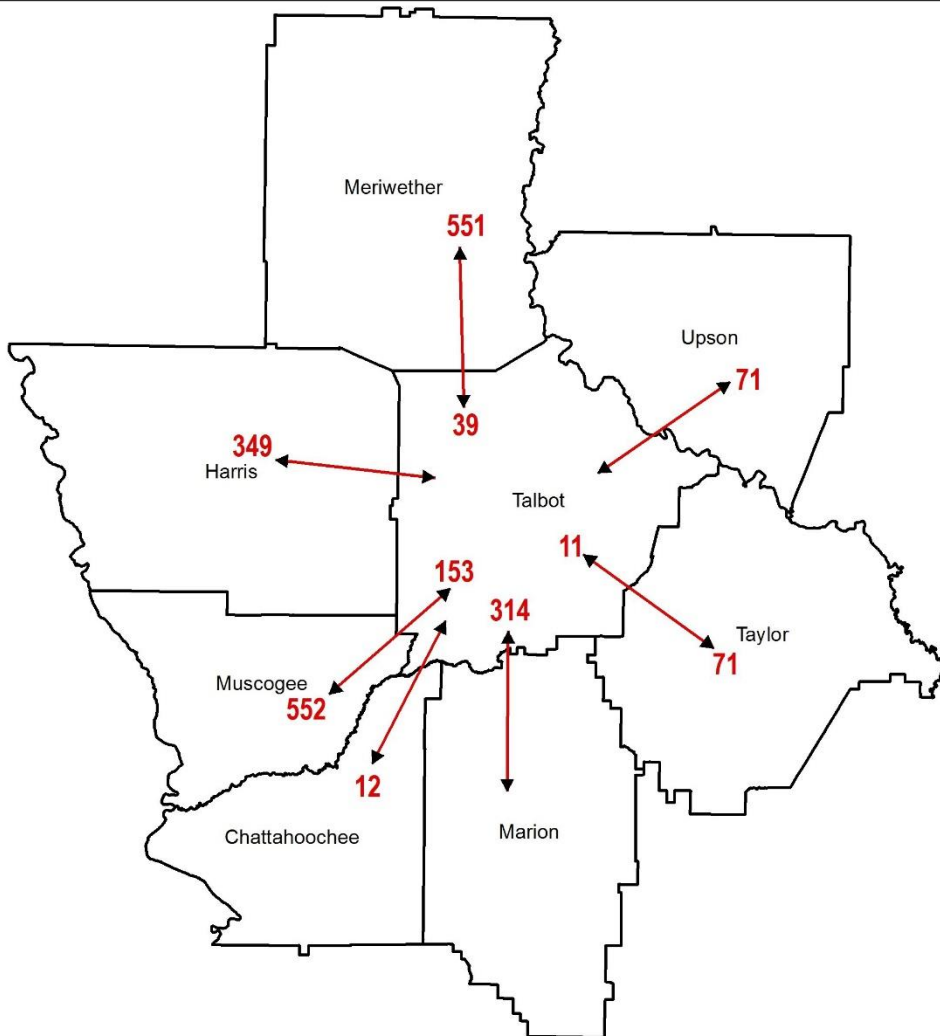 Meriwether
551
Upson
71
39
349
Harris
Talbot
11
153
314
Taylor
71
Muscogee
552
12
Chattahoochee
Marion